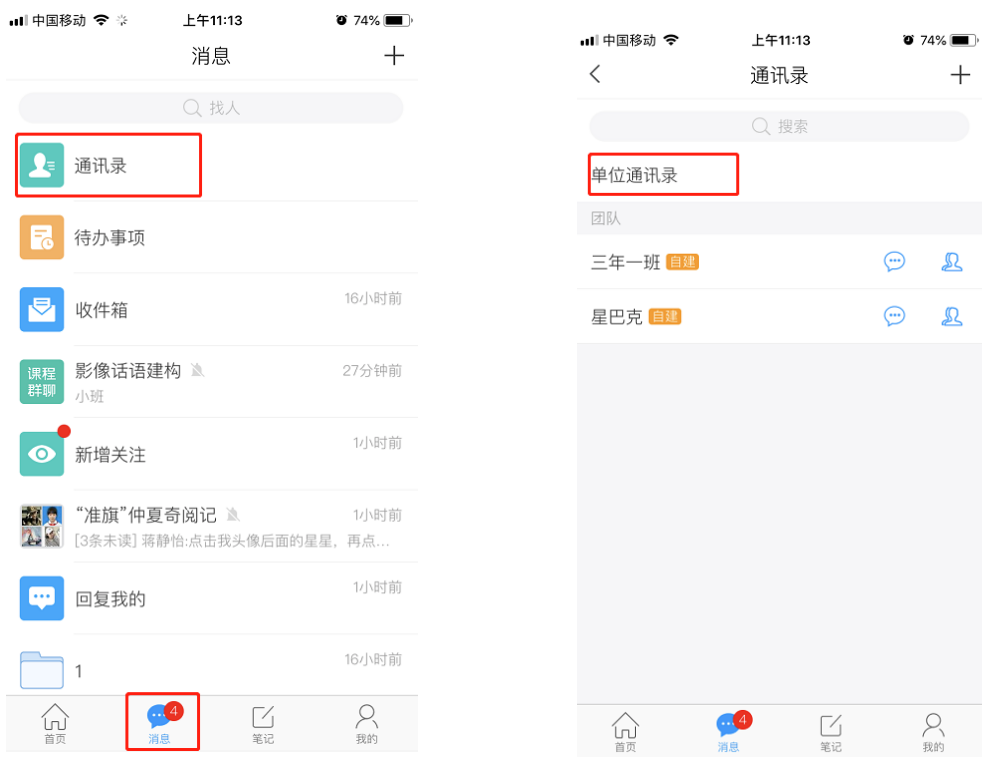 中国移动 上午11:13 74%
消息
找人
通讯录
待办事项
收件箱 16小时前
课程群聊 影像话语建构 27分钟前
小班
新增关注 1小时前
“准旗”仲夏奇阅记 1小时前
[3条未读] 蒋静怡:点击我头像后面的星星，再点...
回复我的 1小时前
1 16小时前
4
首页 消息 笔记 我的
中国移动 上午11:13 74%
通讯录
搜索
单位通讯录
团队
三年一班 自建
星巴克 自建
4
首页 消息 笔记 我的